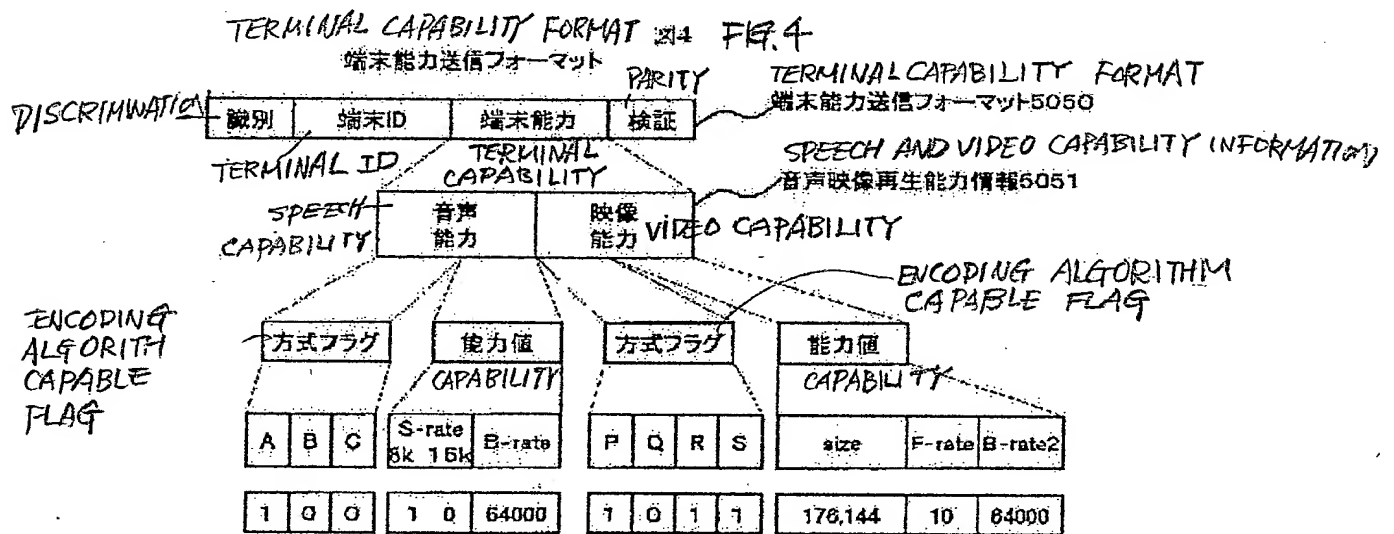 TERMINAL CAPABILITY FORMAT 図4 FIG.4
端末能力送信フォーマット
PARITY
TERMINAL CAPABILITY FORMAT
端末能力送信フォーマット5050
DISCRIMINATION
識別 端末ID 端末能力 検証
TERMINAL ID
TERMINAL CAPABILITY
SPEECH AND VIDEO CAPABILITY INFORMATION
音声映像再生能力情報5051
SPEECH CAPABILITY
音声能力 映像能力
VIDEO CAPABILITY
ENCODING ALGORITHM
CAPABLE FLAG
ENCODING
ALGORITH
CAPABLE
FLAG
方式フラグ 能力値 方式フラグ 能力値
CAPABILITY CAPABILITY
A B C S-rate 8k 16k B-rate P Q R S size F-rate B-rate2
1 0 0 1 0 64000 1 0 1 1 176,144 10 64000